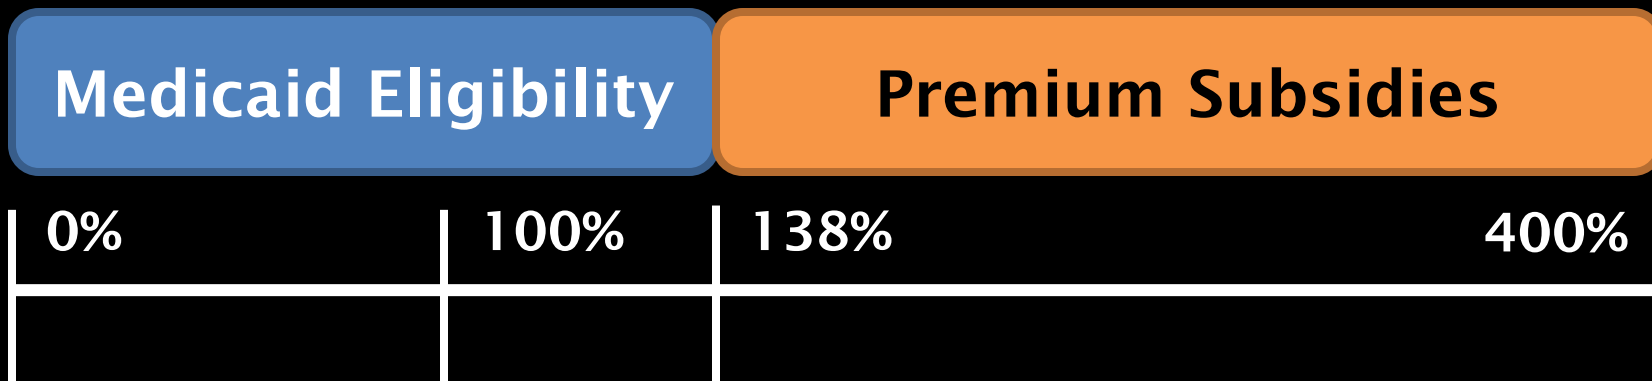 Medicaid Eligibility Premium Subsidies
0% 100% 138% 400%